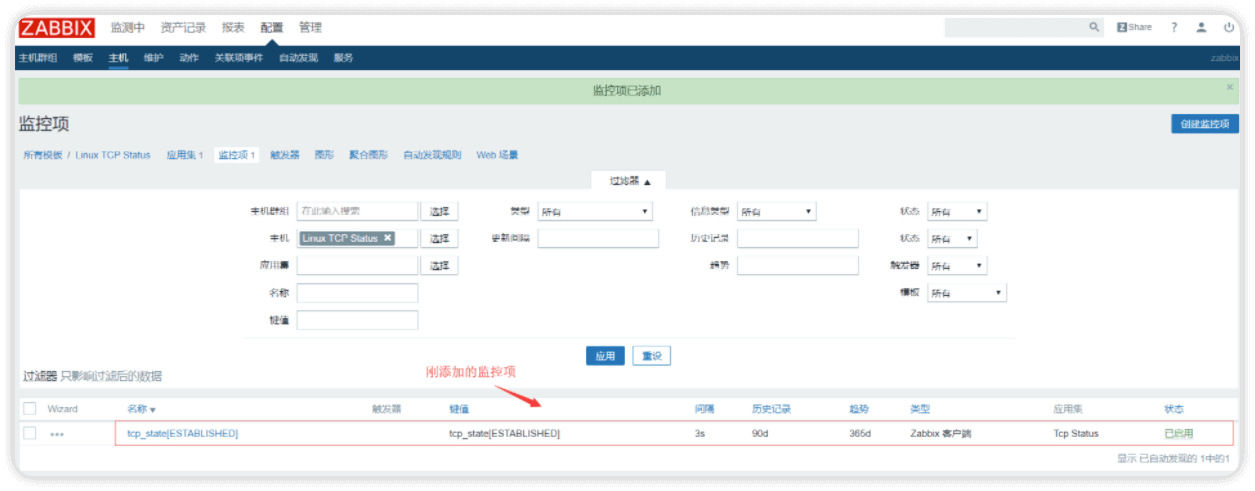 ZABBIX 监测中 资产记录 报表 配置 管理 Z Share ?
主机群组 模板 主机 维护 动作 关联项事件 自动发现 服务 zabbix
监控项已添加 ×
监控项 创建监控项
所有模板 / Linux TCP Status 应用集 1 监控项 1 触发器 图形 聚合图形 自动发现规则 Web 场景
过滤器 ▲
主机群组 在此输入搜索 选择 类型 所有 信息类型 所有 状态 所有
主机 Linux TCP Status ✕ 选择 更新间隔 历史记录 状态 所有
应用集 选择 趋势 触发器 所有
名称 模板 所有
键值
应用 重设
过滤器 只影响过滤后的数据
刚添加的监控项
Wizard 名称 ▼ 触发器 键值 间隔 历史记录 趋势 类型 应用集 状态
••• tcp_state[ESTABLISHED] tcp_state[ESTABLISHED] 3s 90d 365d Zabbix 客户端 Tcp Status 已启用
显示 已自动发现的 1中的1